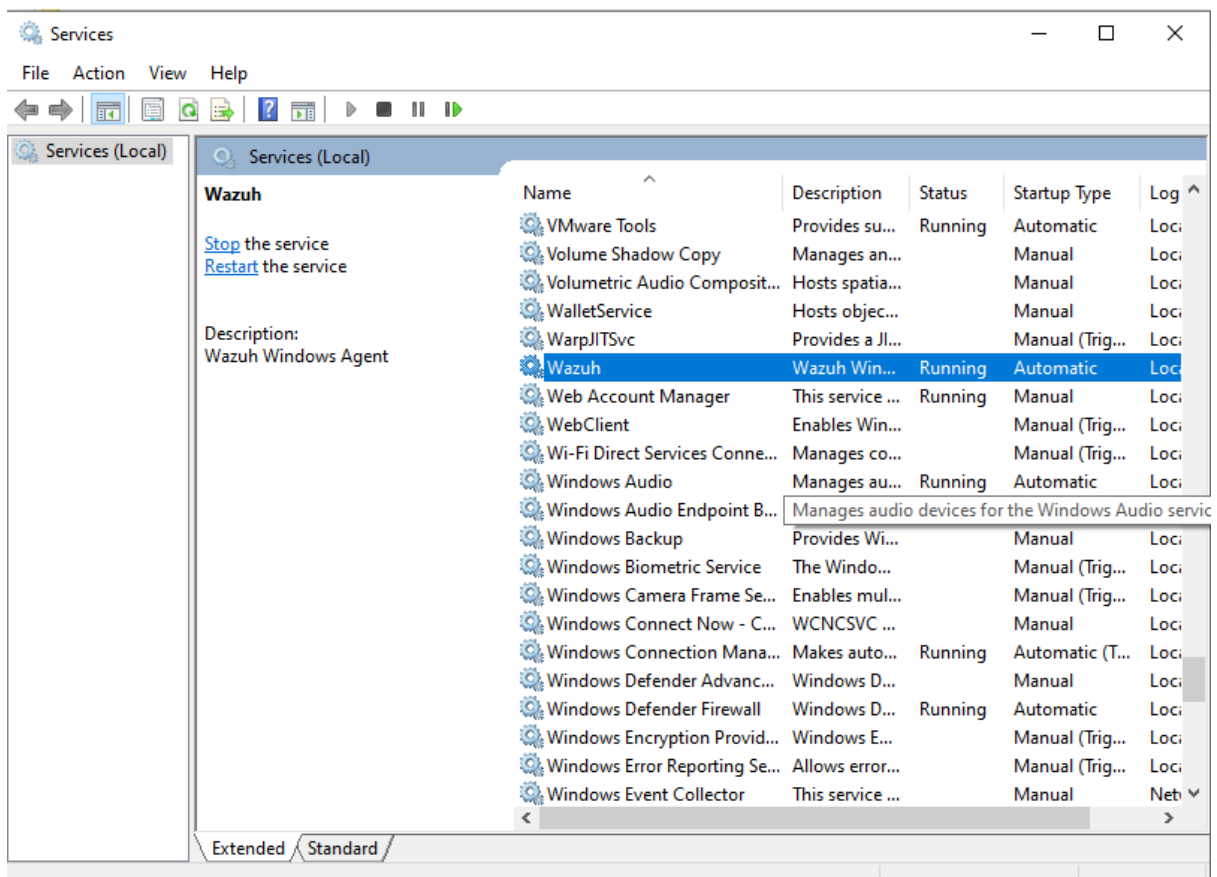 Services
File Action View Help
Services (Local)
Services (Local)
Wazuh
Stop the service
Restart the service
Description:
Wazuh Windows Agent
Name Description Status Startup Type Log
VMware Tools Provides su... Running Automatic Loca
Volume Shadow Copy Manages an... Manual Loca
Volumetric Audio Composit... Hosts spatia... Manual Loca
WalletService Hosts objec... Manual Loca
WarpJITSvc Provides a JI... Manual (Trig... Loca
Wazuh Wazuh Win... Running Automatic Loca
Web Account Manager This service ... Running Manual Loca
WebClient Enables Win... Manual (Trig... Loca
Wi-Fi Direct Services Conne... Manages co... Manual (Trig... Loca
Windows Audio Manages au... Running Automatic Loca
Windows Audio Endpoint B... Manages audio devices for the Windows Audio servic
Windows Backup Provides Wi... Manual Loca
Windows Biometric Service The Windo... Manual (Trig... Loca
Windows Camera Frame Se... Enables mul... Manual (Trig... Loca
Windows Connect Now - C... WCNCSVC ... Manual Loca
Windows Connection Mana... Makes auto... Running Automatic (T... Loca
Windows Defender Advanc... Windows D... Manual Loca
Windows Defender Firewall Windows D... Running Automatic Loca
Windows Encryption Provid... Windows E... Manual (Trig... Loca
Windows Error Reporting Se... Allows error... Manual (Trig... Loca
Windows Event Collector This service ... Manual Netv
Extended Standard